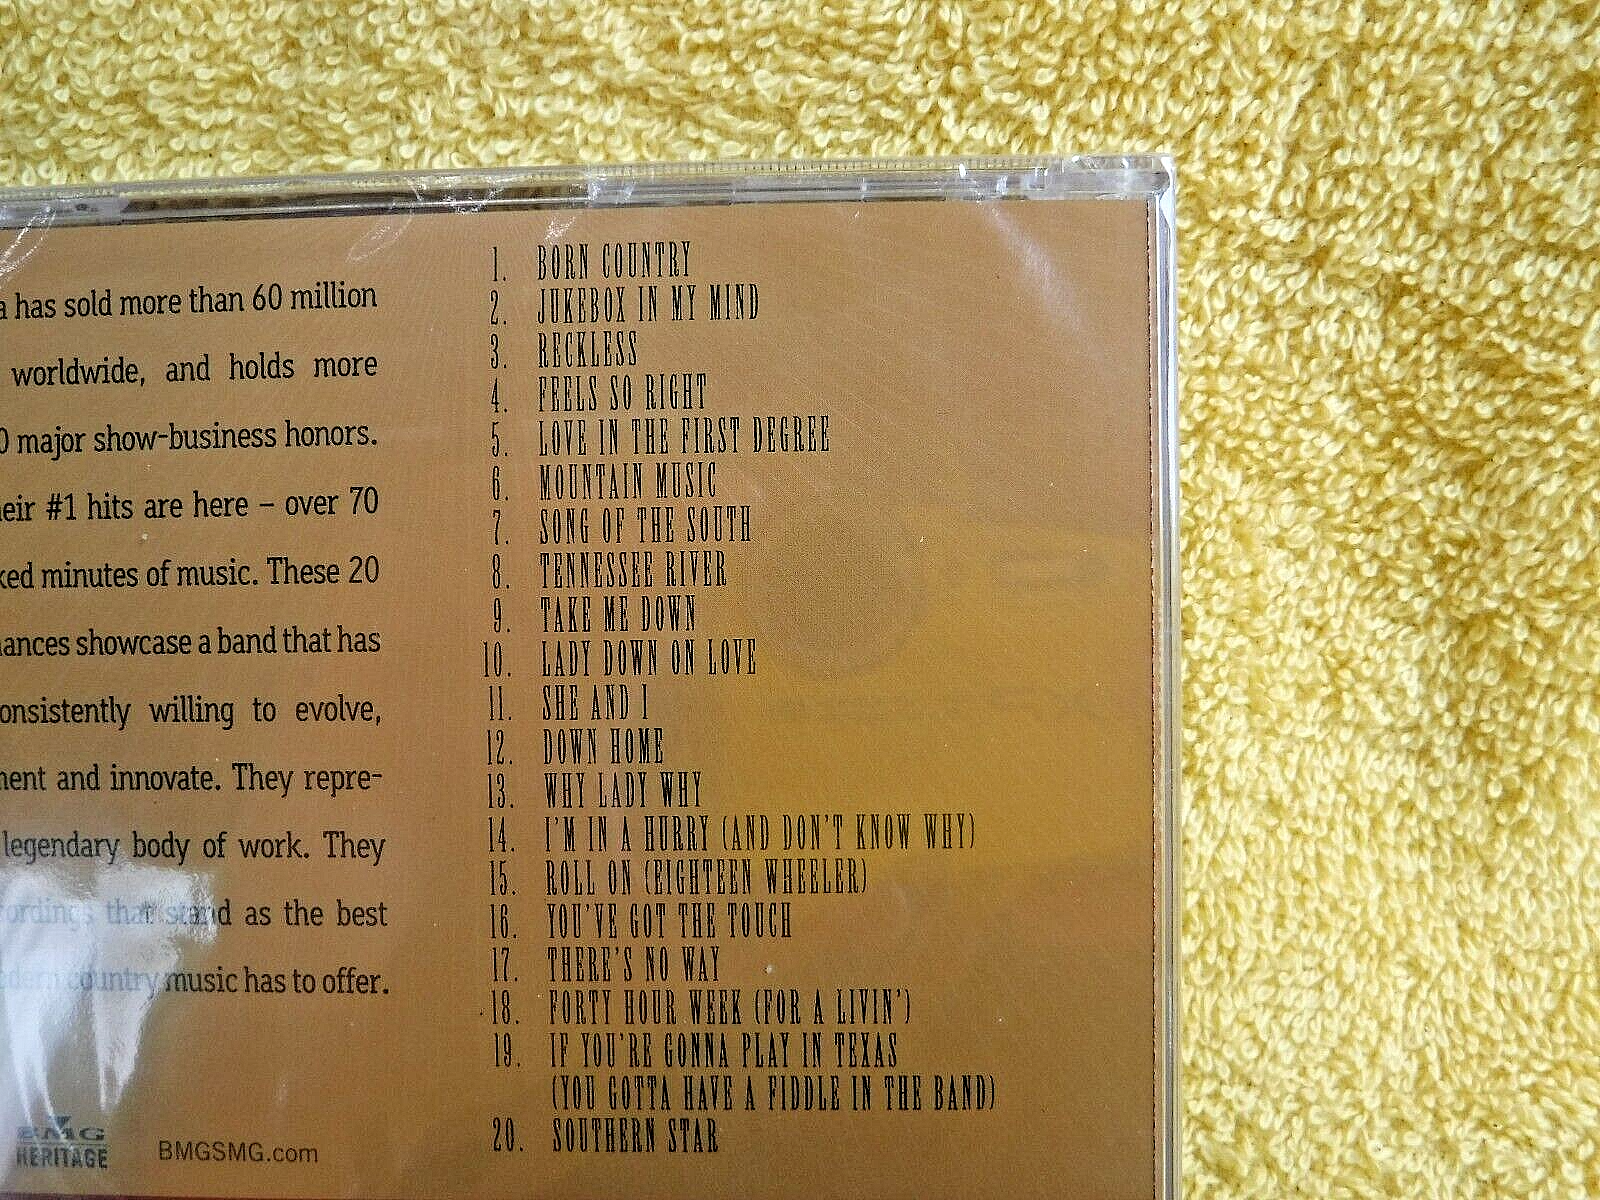 a has sold more than 60 million
worldwide, and holds more
0 major show-business honors.
eir #1 hits are here – over 70
ked minutes of music. These 20
ances showcase a band that has
onsistently willing to evolve,
ment and innovate. They repre-
legendary body of work. They
ordings that stand as the best
dern country music has to offer.
BMG
HERITAGE
BMGSMG.com
1. BORN COUNTRY
2. JUKEBOX IN MY MIND
3. RECKLESS
4. FEELS SO RIGHT
5. LOVE IN THE FIRST DEGREE
6. MOUNTAIN MUSIC
7. SONG OF THE SOUTH
8. TENNESSEE RIVER
9. TAKE ME DOWN
10. LADY DOWN ON LOVE
11. SHE AND I
12. DOWN HOME
13. WHY LADY WHY
14. I'M IN A HURRY (AND DON'T KNOW WHY)
15. ROLL ON (EIGHTEEN WHEELER)
16. YOU'VE GOT THE TOUCH
17. THERE'S NO WAY
18. FORTY HOUR WEEK (FOR A LIVIN')
19. IF YOU'RE GONNA PLAY IN TEXAS
(YOU GOTTA HAVE A FIDDLE IN THE BAND)
20. SOUTHERN STAR